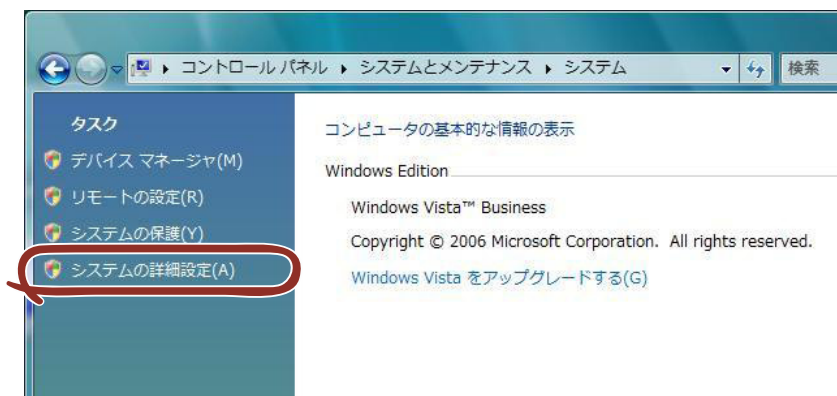 コントロール パネル ▸ システムとメンテナンス ▸ システム
検索
タスク
デバイス マネージャ(M)
リモートの設定(R)
システムの保護(Y)
システムの詳細設定(A)
コンピュータの基本的な情報の表示
Windows Edition
Windows Vista™ Business
Copyright © 2006 Microsoft Corporation. All rights reserved.
Windows Vista をアップグレードする(G)